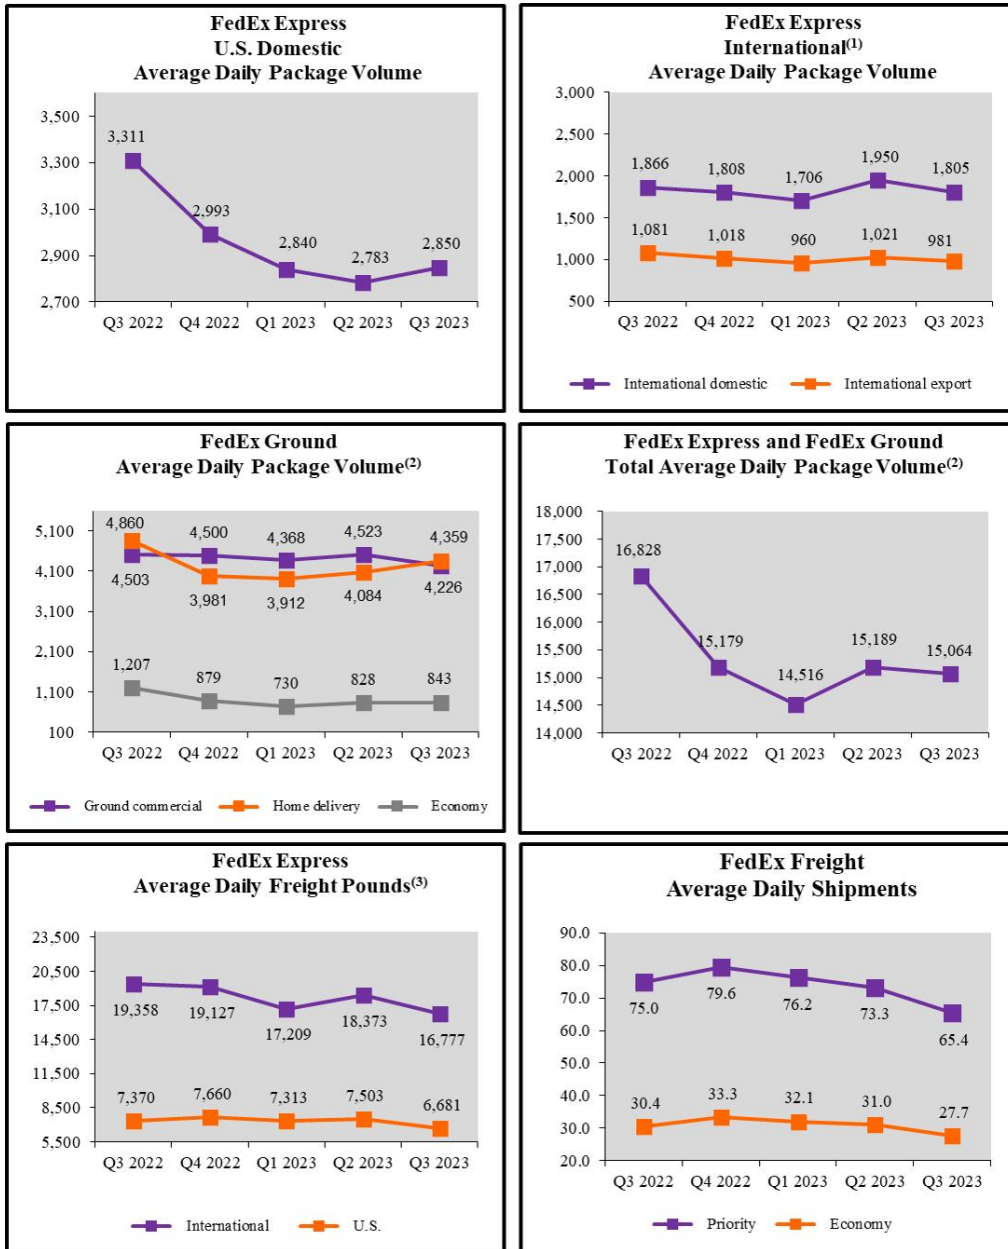 FedEx Express
U.S. Domestic
Average Daily Package Volume
3,500
3,300
3,100
2,900
2,700
3,311
2,993
2,840
2,783
2,850
Q3 2022 Q4 2022 Q1 2023 Q2 2023 Q3 2023
FedEx Express
International(1)
Average Daily Package Volume
3,000
2,500
2,000
1,500
1,000
500
1,866 1,808 1,706 1,950 1,805
1,081 1,018 960 1,021 981
Q3 2022 Q4 2022 Q1 2023 Q2 2023 Q3 2023
International domestic International export
FedEx Ground
Average Daily Package Volume(2)
5,100
4,100
3,100
2,100
1,100
100
4,860 4,500 4,368 4,523 4,359
4,503 3,981 3,912 4,084 4,226
1,207 879 730 828 843
Q3 2022 Q4 2022 Q1 2023 Q2 2023 Q3 2023
Ground commercial Home delivery Economy
FedEx Express and FedEx Ground
Total Average Daily Package Volume(2)
18,000
17,500
17,000
16,500
16,000
15,500
15,000
14,500
14,000
16,828
15,179
14,516
15,189
15,064
Q3 2022 Q4 2022 Q1 2023 Q2 2023 Q3 2023
FedEx Express
Average Daily Freight Pounds(3)
23,500
20,500
17,500
14,500
11,500
8,500
5,500
19,358 19,127 17,209 18,373 16,777
7,370 7,660 7,313 7,503 6,681
Q3 2022 Q4 2022 Q1 2023 Q2 2023 Q3 2023
International U.S.
FedEx Freight
Average Daily Shipments
90.0
80.0
70.0
60.0
50.0
40.0
30.0
20.0
75.0 79.6 76.2 73.3 65.4
30.4 33.3 32.1 31.0 27.7
Q3 2022 Q4 2022 Q1 2023 Q2 2023 Q3 2023
Priority Economy